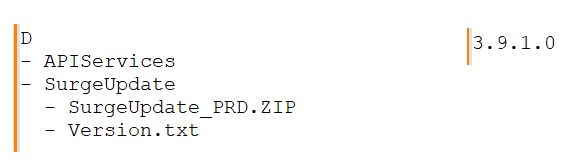 D
- APIServices
- SurgeUpdate
  - SurgeUpdate_PRD.ZIP
  - Version.txt
3.9.1.0